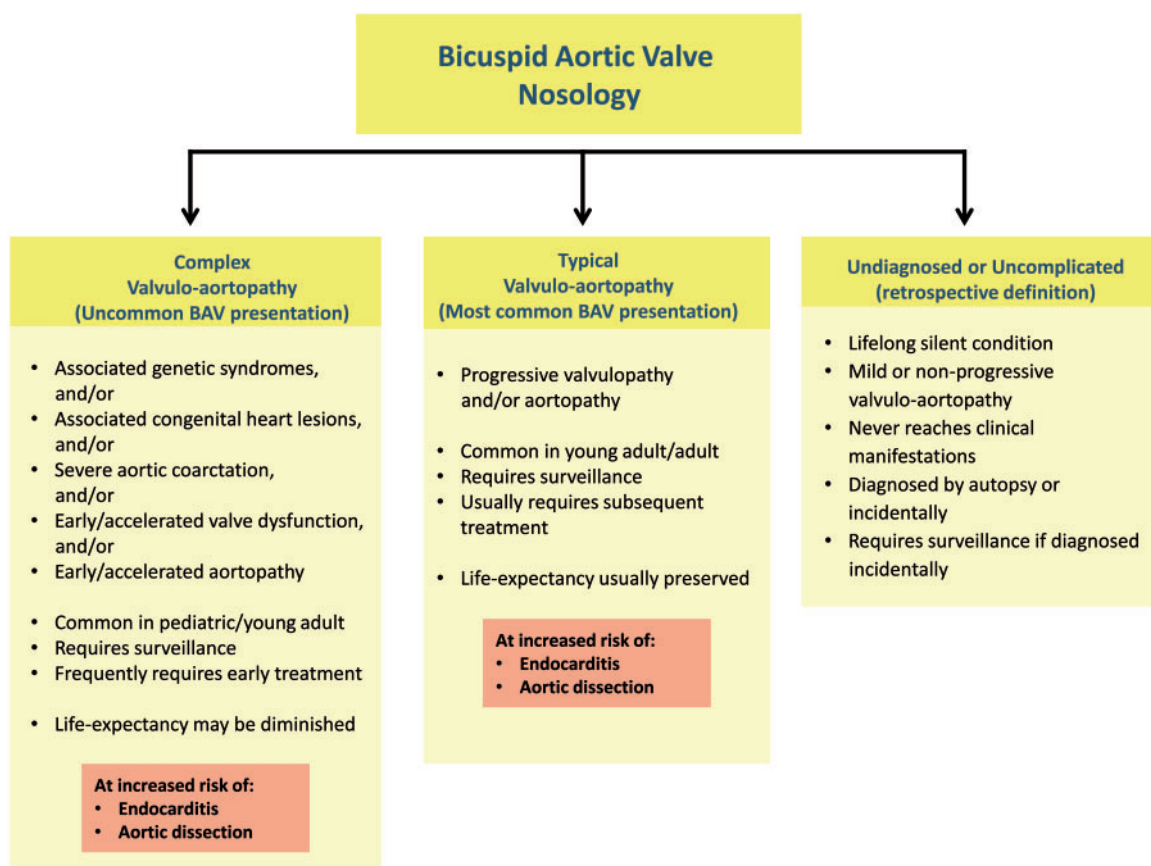 Bicuspid Aortic Valve
Nosology
Complex
Valvulo-aortopathy
(Uncommon BAV presentation)
• Associated genetic syndromes,
and/or
• Associated congenital heart lesions,
and/or
• Severe aortic coarctation,
and/or
• Early/accelerated valve dysfunction,
and/or
• Early/accelerated aortopathy
• Common in pediatric/young adult
• Requires surveillance
• Frequently requires early treatment
• Life-expectancy may be diminished
At increased risk of:
• Endocarditis
• Aortic dissection
Typical
Valvulo-aortopathy
(Most common BAV presentation)
• Progressive valvulopathy
and/or aortopathy
• Common in young adult/adult
• Requires surveillance
• Usually requires subsequent
treatment
• Life-expectancy usually preserved
At increased risk of:
• Endocarditis
• Aortic dissection
Undiagnosed or Uncomplicated
(retrospective definition)
• Lifelong silent condition
• Mild or non-progressive
valvulo-aortopathy
• Never reaches clinical
manifestations
• Diagnosed by autopsy or
incidentally
• Requires surveillance if diagnosed
incidentally